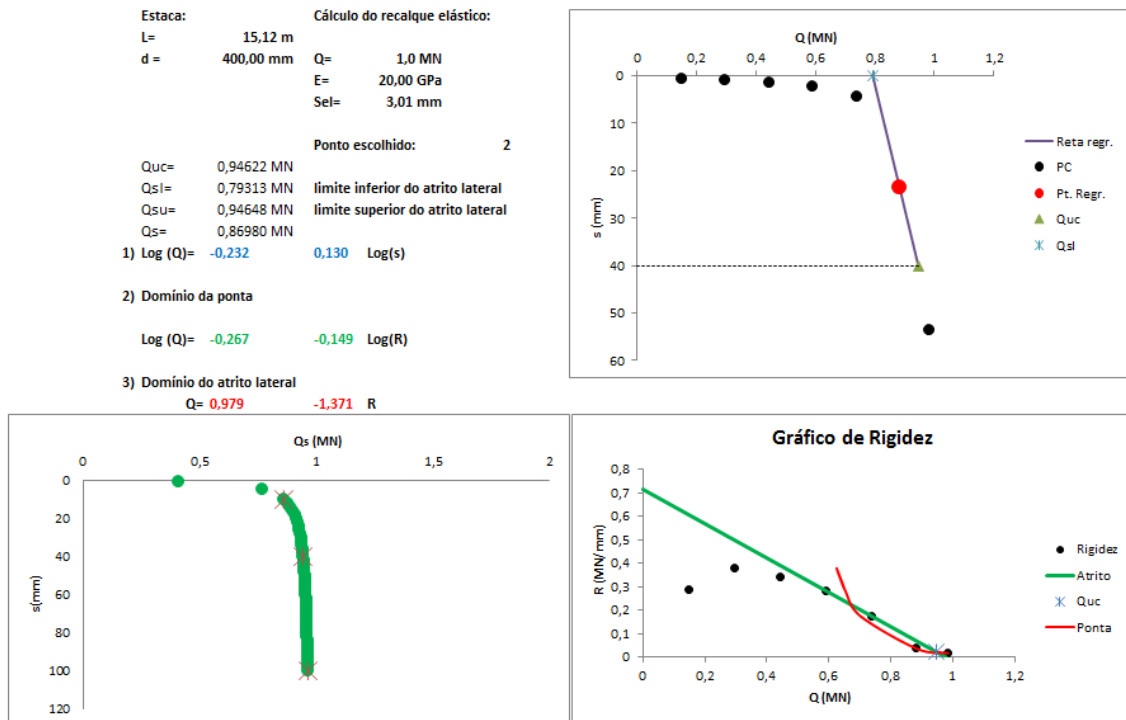 Estaca: Cálculo do recalque elástico:
L= 15,12 m
d = 400,00 mm Q= 1,0 MN
E= 20,00 GPa
Sel= 3,01 mm
Ponto escolhido: 2
Quc= 0,94622 MN
Qsl= 0,79313 MN limite inferior do atrito lateral
Qsu= 0,94648 MN limite superior do atrito lateral
Qs= 0,86980 MN
1) Log (Q)= -0,232 0,130 Log(s)
2) Domínio da ponta
Log (Q)= -0,267 -0,149 Log(R)
3) Domínio do atrito lateral
Q= 0,979 -1,371 R
Q (MN)
0 0,2 0,4 0,6 0,8 1 1,2
0
10
20
30
40
50
60
s (mm)
Reta regr.
PC
Pt. Regr.
Quc
Qsl
Qs (MN)
0 0,5 1 1,5 2
0
20
40
60
80
100
120
s(mm)
Gráfico de Rigidez
0,8
0,7
0,6
0,5
0,4
0,3
0,2
0,1
0
R (MN/mm)
0 0,2 0,4 0,6 0,8 1 1,2
Q (MN)
Rigidez
Atrito
Quc
Ponta